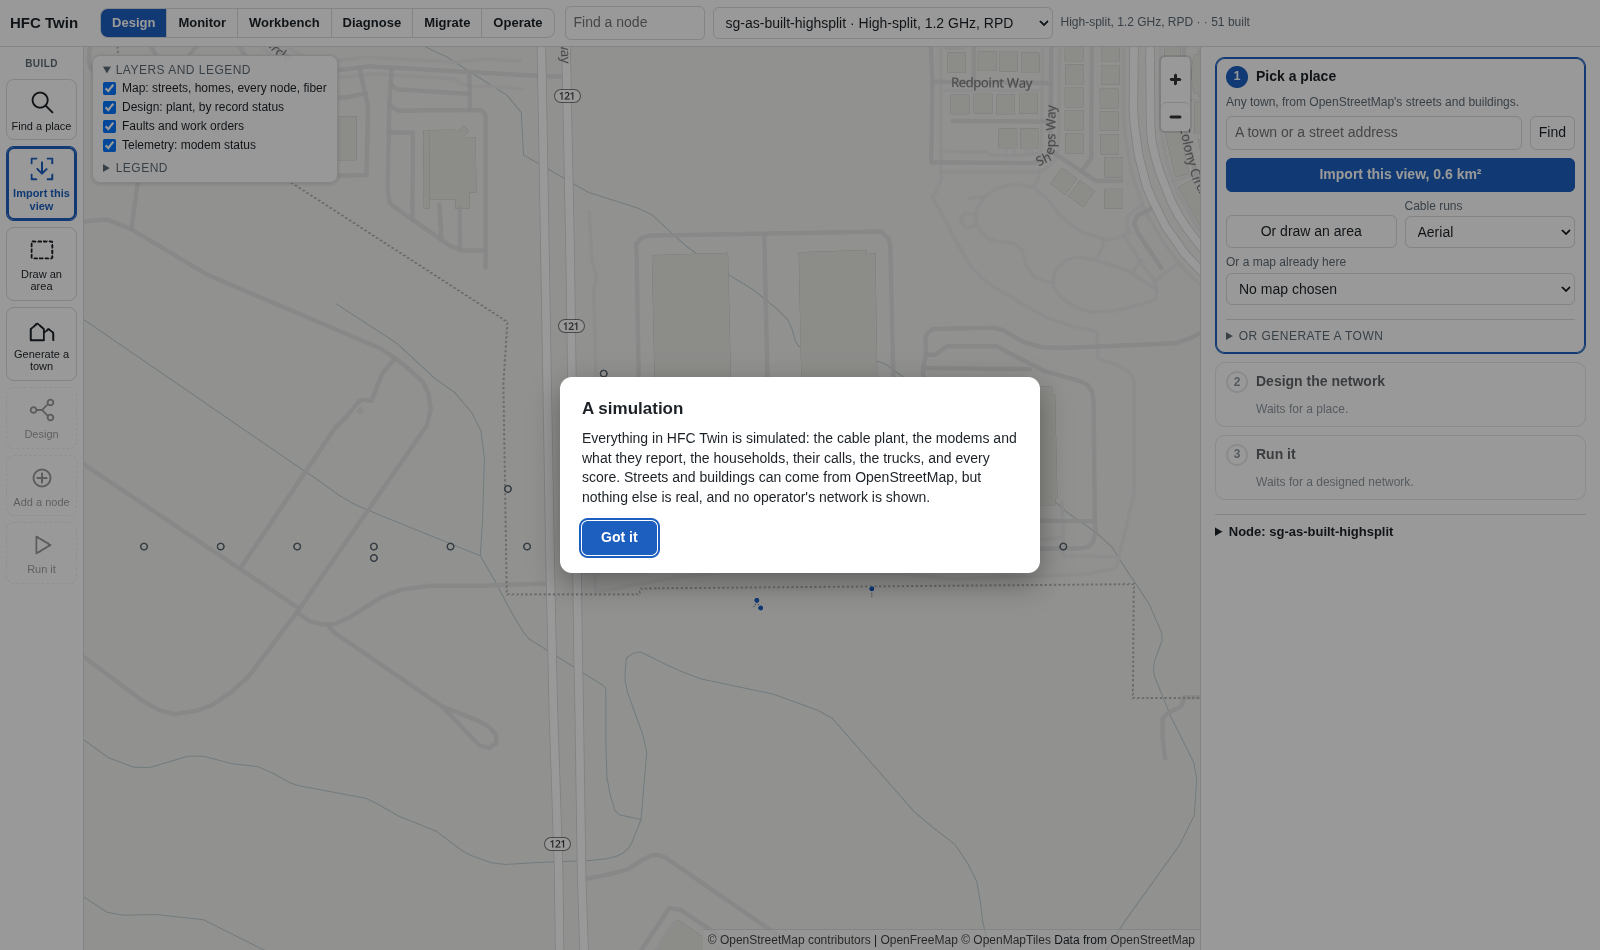 HFC Twin
Design
Monitor
Workbench
Diagnose
Migrate
Operate
Find a node
sg-as-built-highsplit · High-split, 1.2 GHz, RPD
High-split, 1.2 GHz, RPD · · 51 built
BUILD
Find a place
Import this
view
Draw an
area
Generate a
town
Design
Add a node
Run it
LAYERS AND LEGEND
Map: streets, homes, every node, fiber
Design: plant, by record status
Faults and work orders
Telemetry: modem status
LEGEND
121
121
121
Redpoint Way
Sheps Way
+
−
A simulation
Everything in HFC Twin is simulated: the cable plant, the modems and
what they report, the households, their calls, the trucks, and every
score. Streets and buildings can come from OpenStreetMap, but
nothing else is real, and no operator's network is shown.
Got it
© OpenStreetMap contributors | OpenFreeMap © OpenMapTiles Data from OpenStreetMap
1
Pick a place
Any town, from OpenStreetMap's streets and buildings.
A town or a street address
Find
Import this view, 0.6 km²
Cable runs
Or draw an area
Aerial
Or a map already here
No map chosen
OR GENERATE A TOWN
2
Design the network
Waits for a place.
3
Run it
Waits for a designed network.
Node: sg-as-built-highsplit